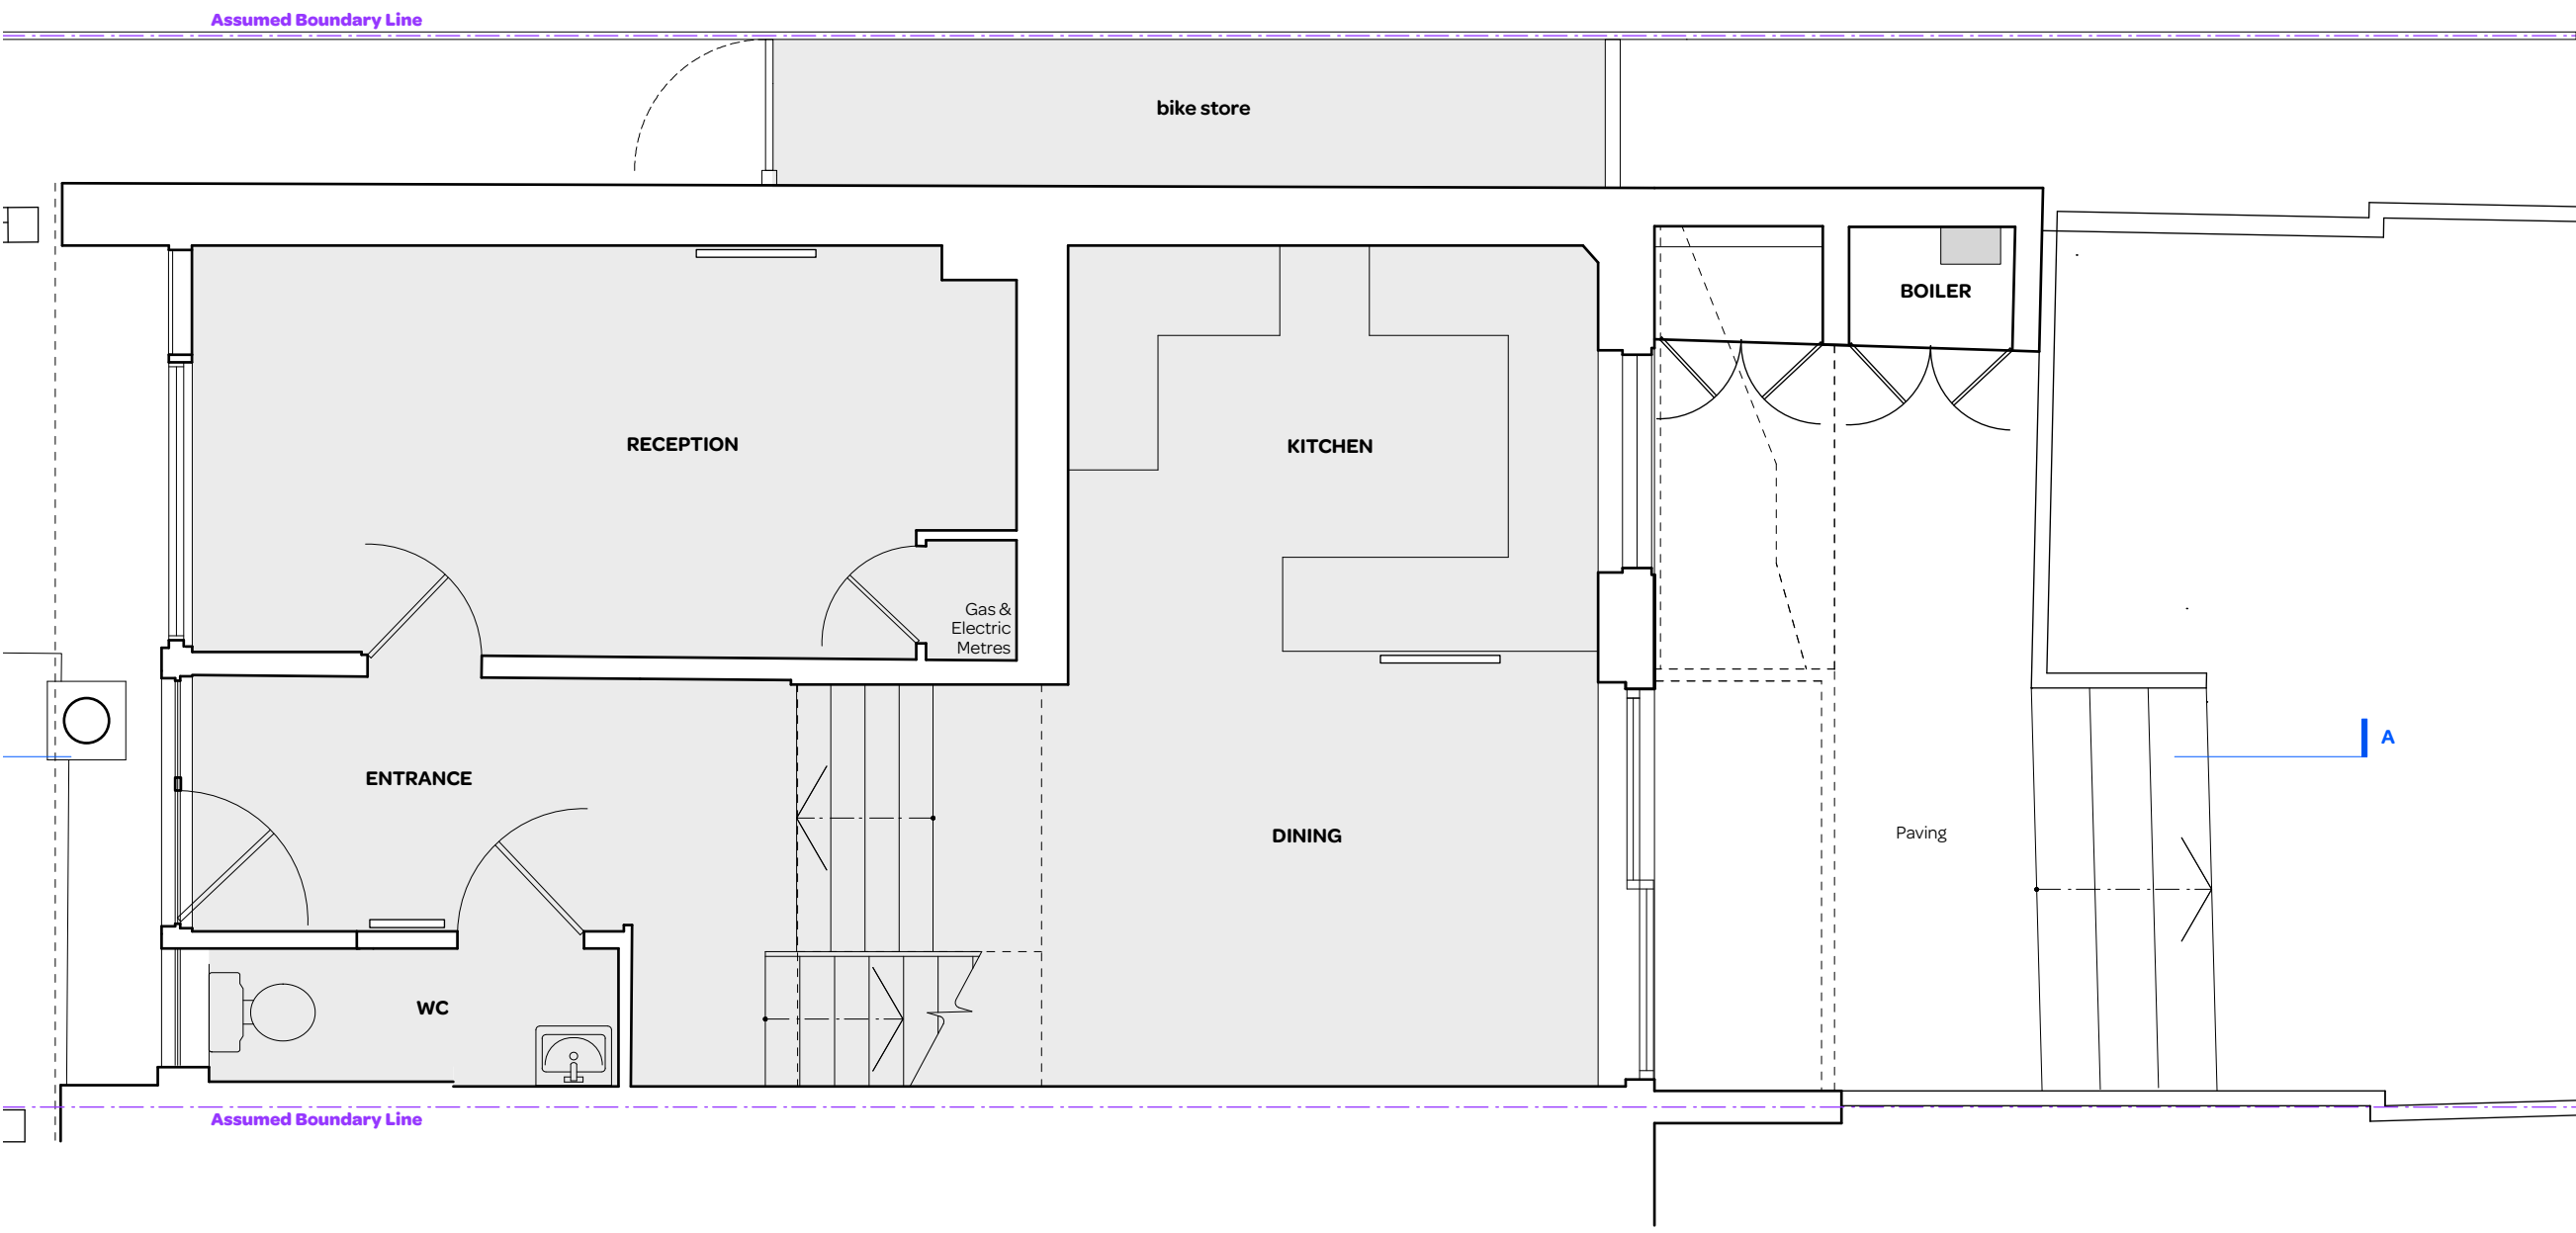 Assumed Boundary Line
bike store
BOILER
RECEPTION
KITCHEN
Gas &
Electric
Metres
A
ENTRANCE
DINING
Paving
WC
Assumed Boundary Line